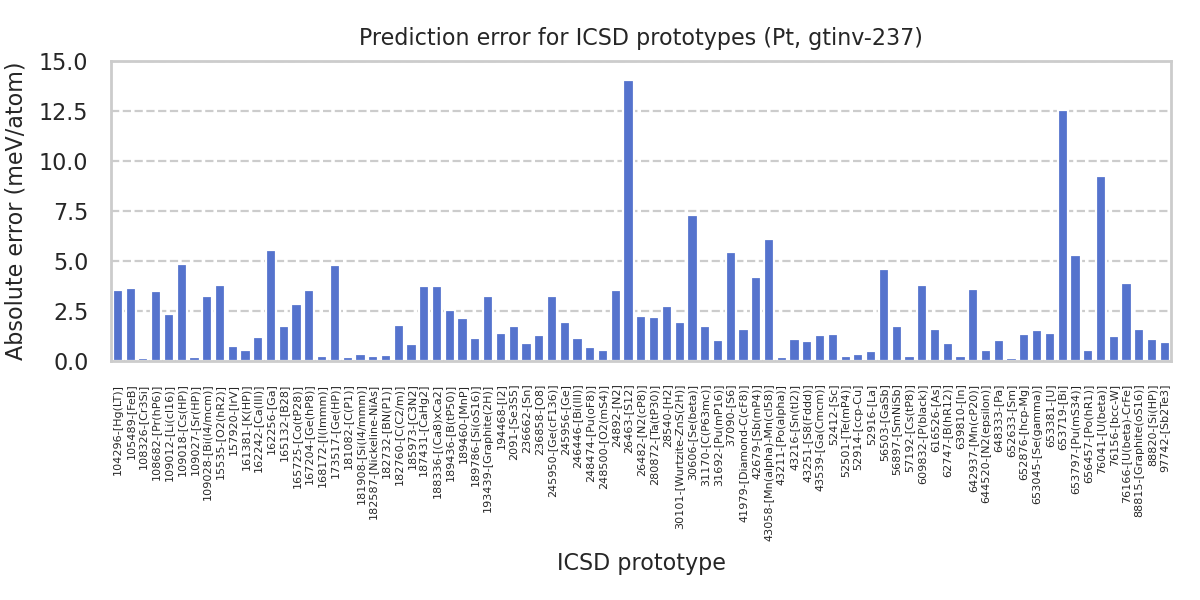 Prediction error for ICSD prototypes (Pt, gtinv-237)
Absolute error (meV/atom)
15.0
12.5
10.0
7.5
5.0
2.5
0.0
104296-[Hg(LT)]
105489-[FeB]
108326-[Cr3Si]
108682-[Pr(hP6)]
109012-[Li(cI16)]
109018-[Cs(HP)]
109027-[Sr(HP)]
109028-[Bi(I4/mcm)]
15535-[O2(hR2)]
157920-[IrV]
161381-[K(HP)]
162242-[Ca(III)]
162256-[Ga]
165132-[B28]
165725-[Co(tP28)]
167204-[Ge(hP8)]
168172-[I(Immm)]
173517-[Ge(HP)]
181082-[C(P1)]
181908-[Si(I4/mmm)]
182587-[Nickeline-NiAs]
182732-[BN(P1)]
182760-[C(C2/m)]
185973-[C3N2]
187431-[CaHg2]
188336-[(Ca8)xCa2]
189436-[B(tP50)]
189460-[MnP]
189786-[Si(oS16)]
193439-[Graphite(2H)]
194468-[I2]
2091-[Se3S5]
236662-[Sn]
236858-[O8]
245950-[Ge(cF136)]
245956-[Ge]
246446-[Bi(III)]
248474-[Pu(oF8)]
248500-[O2(mS4)]
24892-[N2]
26463-[S12]
26482-[N2(cP8)]
280872-[Ta(tP30)]
28540-[H2]
30101-[Wurtzite-ZnS(2H)]
30606-[Se(beta)]
31170-[C(P63mc)]
31692-[Pu(mP16)]
37090-[S6]
41979-[Diamond-C(cF8)]
42679-[Sb(mP4)]
43058-[Mn(alpha)-Mn(cI58)]
43211-[Po(alpha)]
43216-[Sn(tI2)]
43251-[S8(Fddd)]
43539-[Ga(Cmcm)]
52412-[Sc]
52501-[Te(mP4)]
52914-[ccp-Cu]
52916-[La]
56503-[GaSb]
56897-[SmNiSb]
57192-[Cs(tP8)]
609832-[P(black)]
616526-[As]
62747-[B(hR12)]
639810-[In]
642937-[Mn(cP20)]
644520-[N2(epsilon)]
648333-[Pa]
652633-[Sm]
652876-[hcp-Mg]
653045-[Se(gamma)]
653381-[U]
653719-[Bi]
653797-[Pu(mS34)]
656457-[Po(hR1)]
76041-[U(beta)]
76156-[bcc-W]
76166-[U(beta)-CrFe]
88815-[Graphite(oS16)]
88820-[Si(HP)]
97742-[Sb2Te3]
ICSD prototype